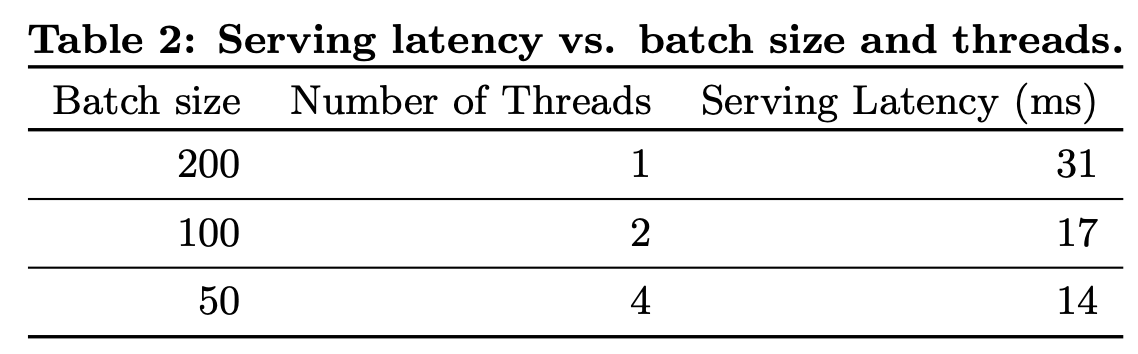 Table 2: Serving latency vs. batch size and threads.
Batch size Number of Threads Serving Latency (ms)
200 1 31
100 2 17
50 4 14